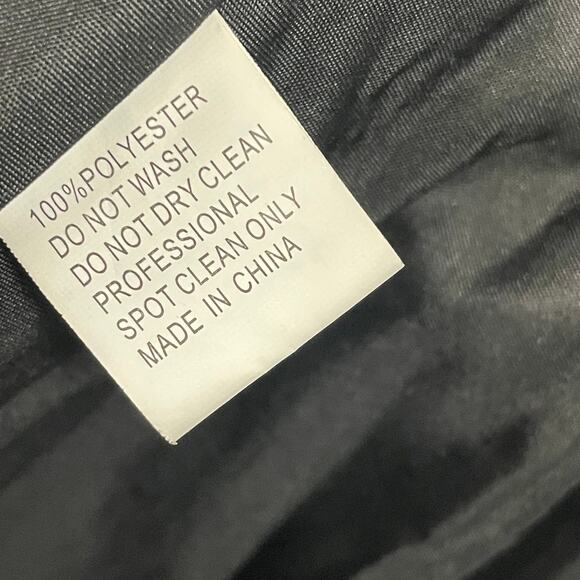 100%POLYESTER
DO NOT WASH
DO NOT DRY CLEAN
PROFESSIONAL
SPOT CLEAN ONLY
MADE IN CHINA